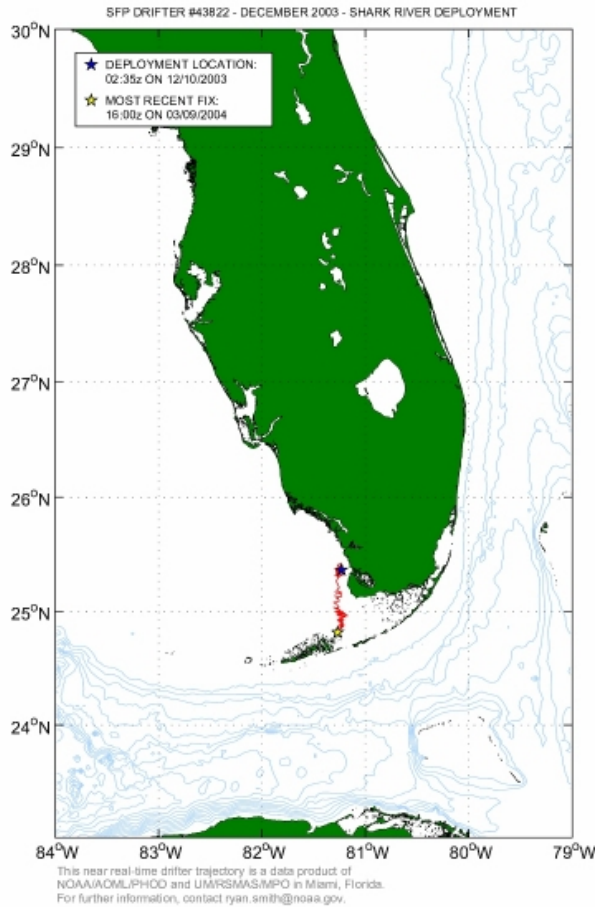 SFP DRIFTER #43822 - DECEMBER 2003 - SHARK RIVER DEPLOYMENT
30°N
DEPLOYMENT LOCATION:
02:35z ON 12/10/2003
MOST RECENT FIX:
16:00z ON 03/09/2004
29°N
28°N
27°N
26°N
25°N
24°N
84°W 83°W 82°W 81°W 80°W 79°W
This near real-time drifter trajectory is a data product of
NOAA/AOML/PHOD and UM/RSMAS/MPO in Miami, Florida.
For further information, contact ryan.smith@noaa.gov.